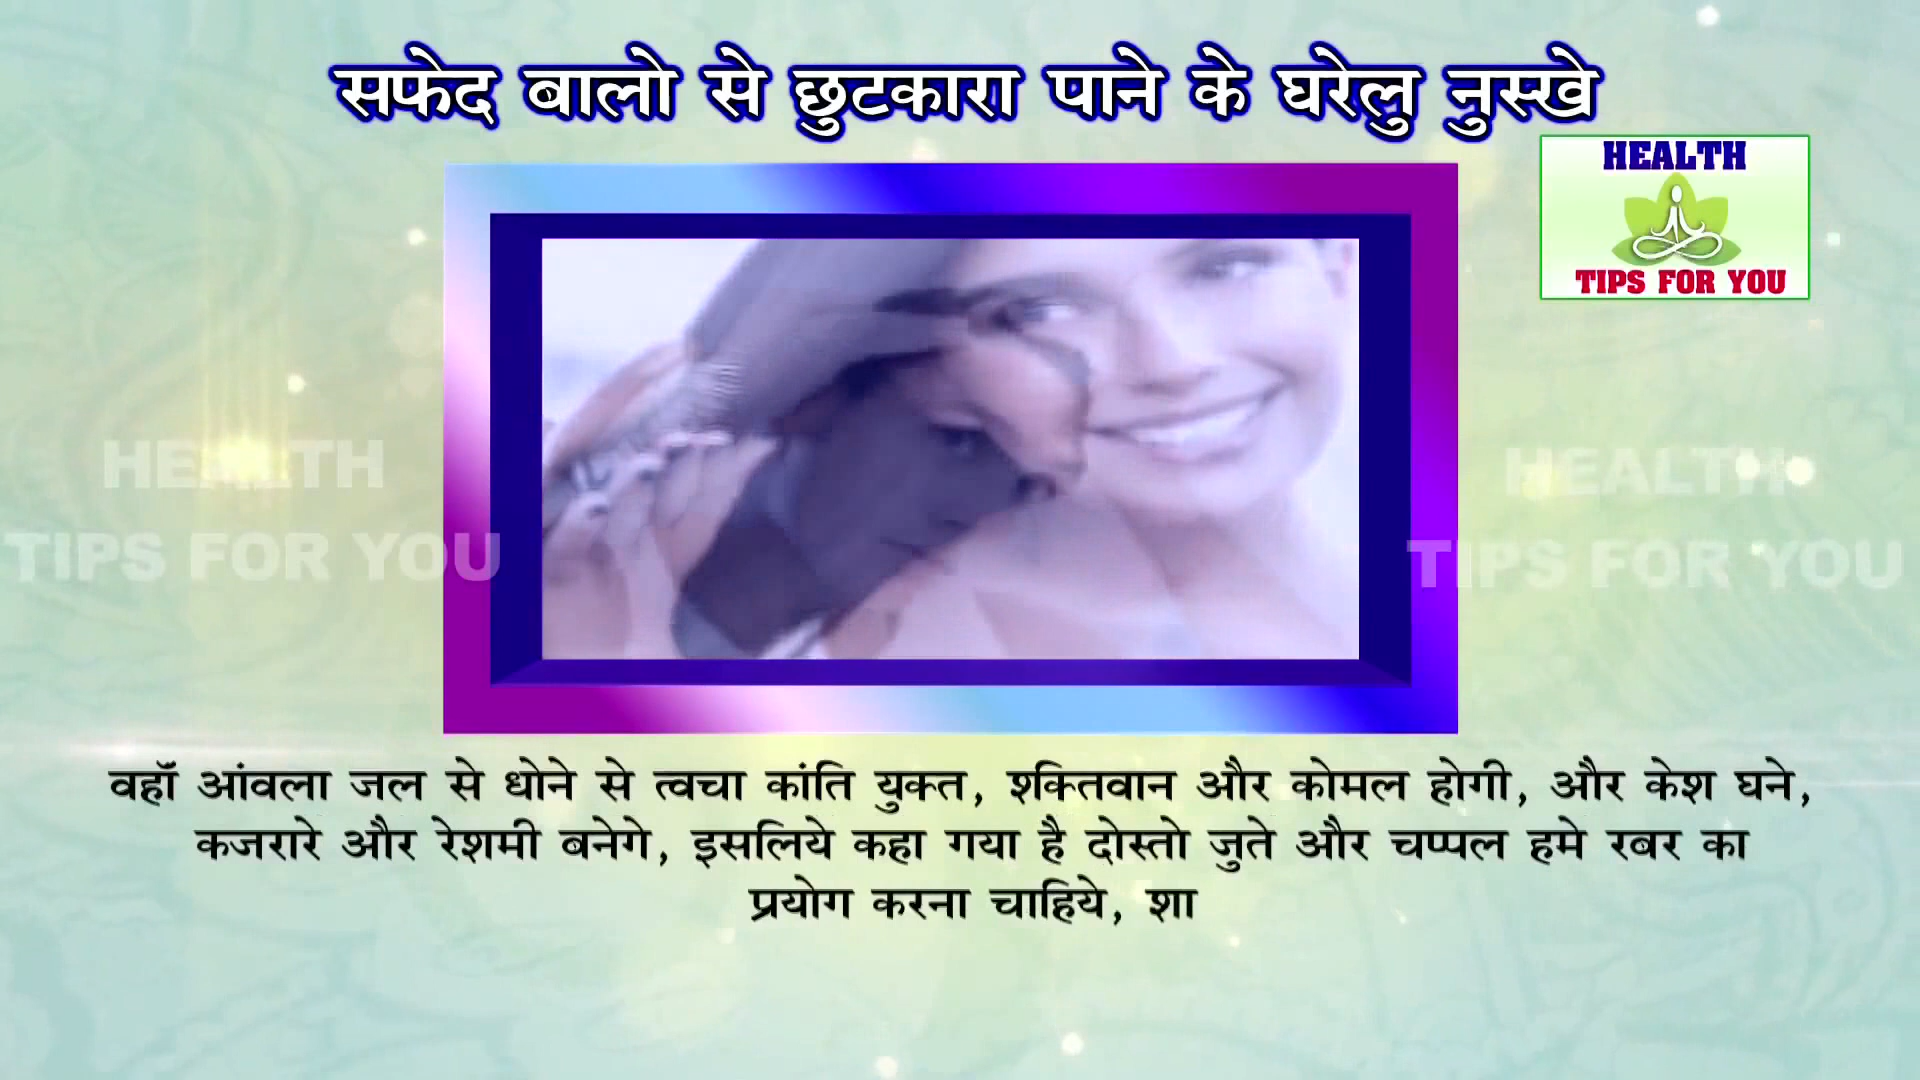 सफेद बालो से छुटकारा पाने के घरेलु नुस्खे
HEALTH
TIPS FOR YOU
HEALTH
TIPS FOR YOU
HEALTH
TIPS FOR YOU
वहॉं आंवला जल से धोने से त्वचा कांति युक्त, श्क्तिवान और कोमल होगी, और केश घने,
कजरारे और रेशमी बनेगे, इसलिये कहा गया है दोस्तो जुते और चप्पल हमे रबर का
प्रयोग करना चाहिये, शा